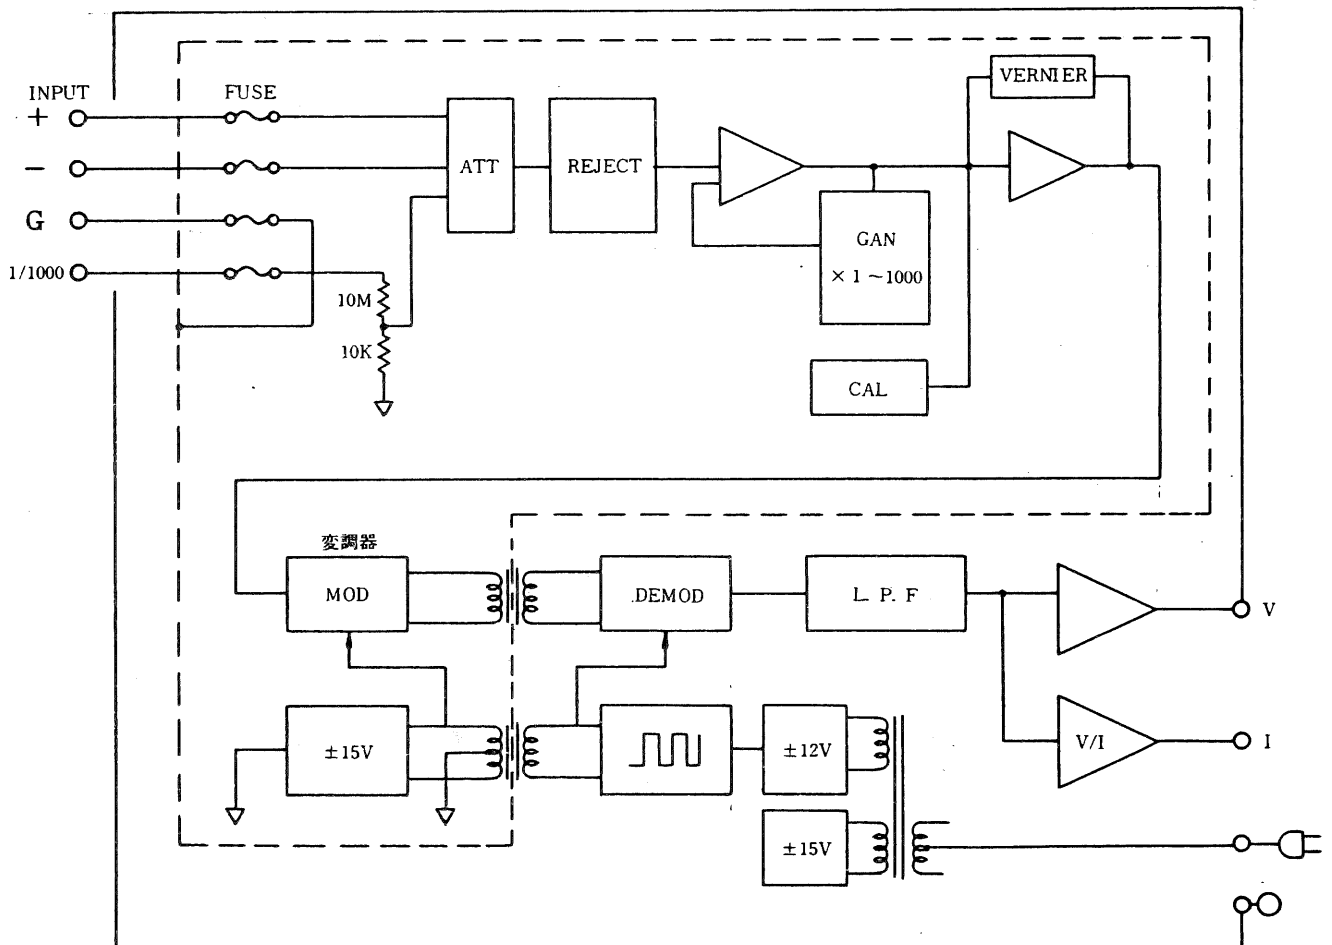 INPUT
FUSE
VERNIER
+
−
ATT
REJECT
G
GAN
× 1 ~1000
1/1000
10M
10K
CAL
変調器
MOD
DEMOD
L. P. F
V
±15V
±12V
V/I
I
±15V